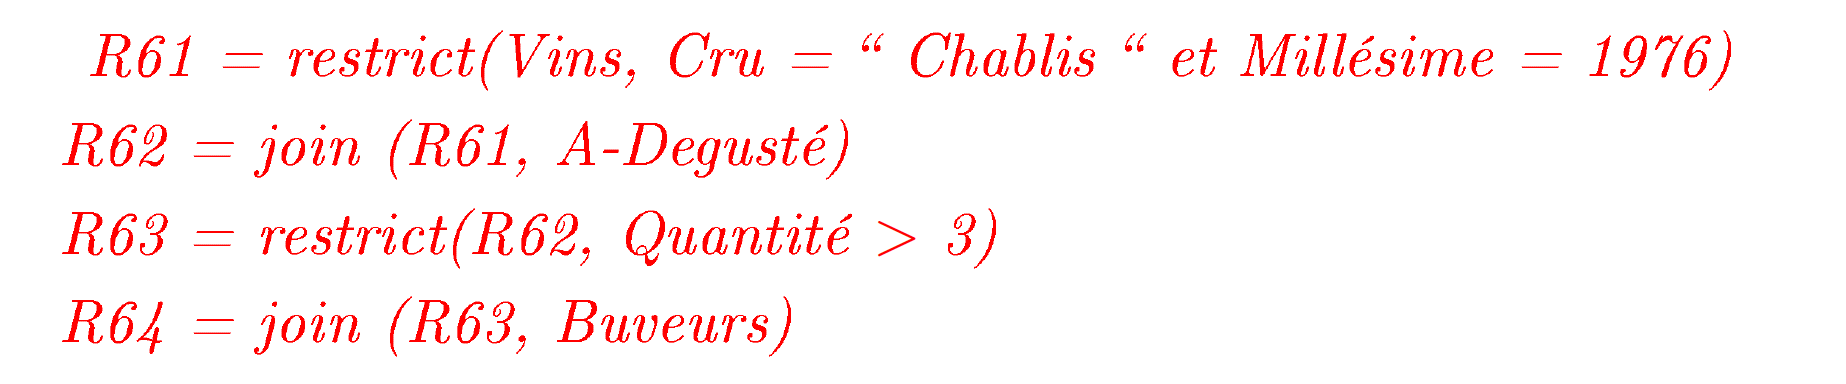 R61 = restrict(Vins, Cru = “ Chablis “ et Millésime = 1976)
R62 = join (R61, A-Degusté)
R63 = restrict(R62, Quantité > 3)
R64 = join (R63, Buveurs)